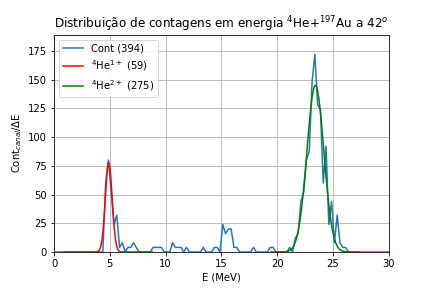 Distribuição de contagens em energia ⁴He+¹⁹⁷Au a 42º
Cont (394)
⁴He¹⁺ (59)
⁴He²⁺ (275)
Cont_canal/ΔE
175
150
125
100
75
50
25
0
0 5 10 15 20 25 30
E (MeV)